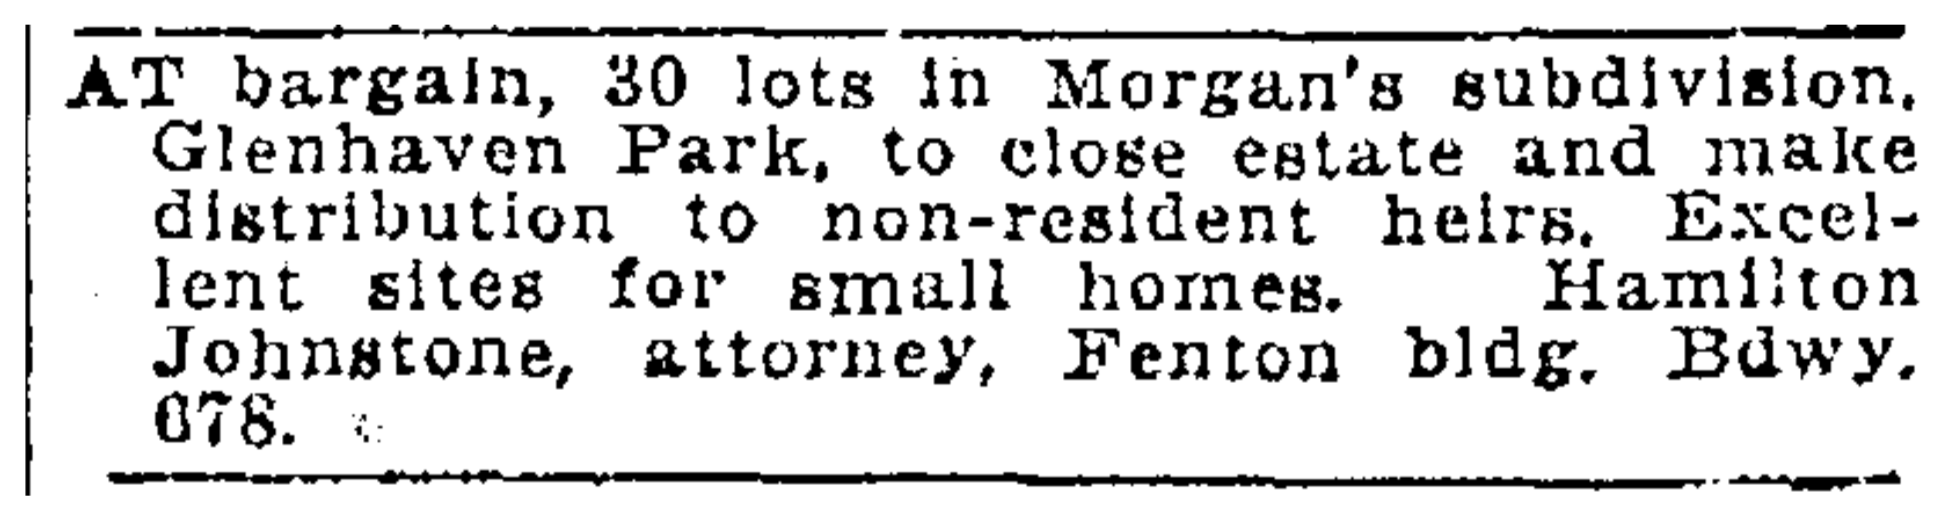 AT bargain, 30 lots in Morgan's subdivision,
Glenhaven Park, to close estate and make
distribution to non-resident heirs. Excel-
lent sites for small homes. Hamilton
Johnstone, attorney, Fenton bldg. Bdwy.
678.